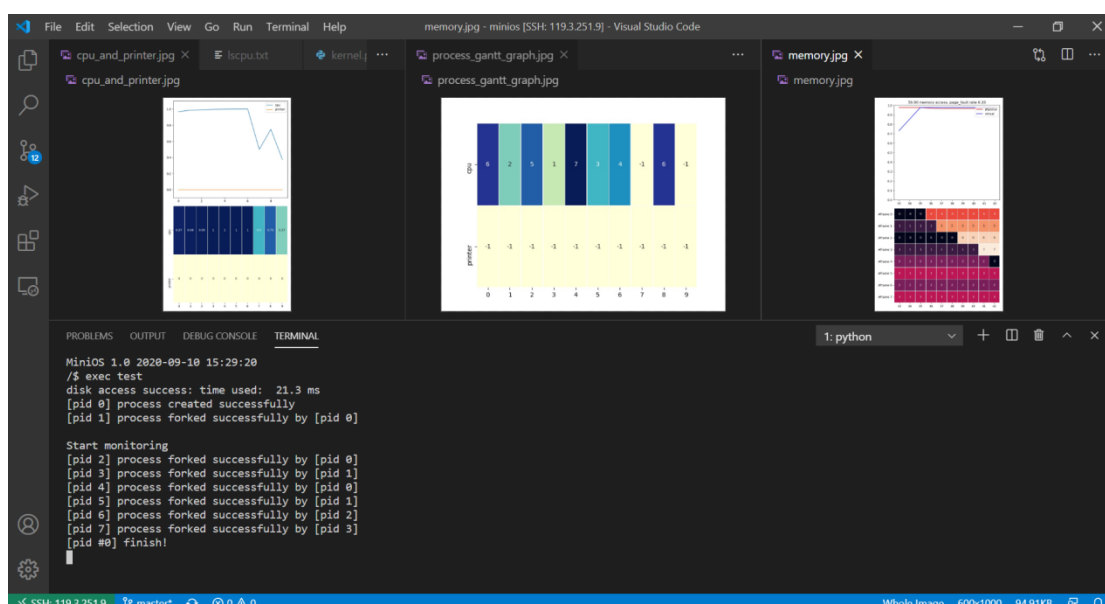 File Edit Selection View Go Run Terminal Help
memory.jpg - minios [SSH: 119.3.251.9] - Visual Studio Code
cpu_and_printer.jpg
lscpu.txt
kernel.
process_gantt_graph.jpg
memory.jpg
cpu_and_printer.jpg
process_gantt_graph.jpg
memory.jpg
12
cpu 6 2 5 1 7 3 4 -1 6 -1
printer -1 -1 -1 -1 -1 -1 -1 -1 -1 -1
0 1 2 3 4 5 6 7 8 9
PROBLEMS OUTPUT DEBUG CONSOLE TERMINAL
1: python
MiniOS 1.0 2020-09-10 15:29:20
/$ exec test
disk access success: time used: 21.3 ms
[pid 0] process created successfully
[pid 1] process forked successfully by [pid 0]
Start monitoring
[pid 2] process forked successfully by [pid 0]
[pid 3] process forked successfully by [pid 1]
[pid 4] process forked successfully by [pid 0]
[pid 5] process forked successfully by [pid 1]
[pid 6] process forked successfully by [pid 2]
[pid 7] process forked successfully by [pid 3]
[pid #0] finish!
SSH: 119.3.251.9 master* 0 0 Whole Image 600x1000 94.91KB